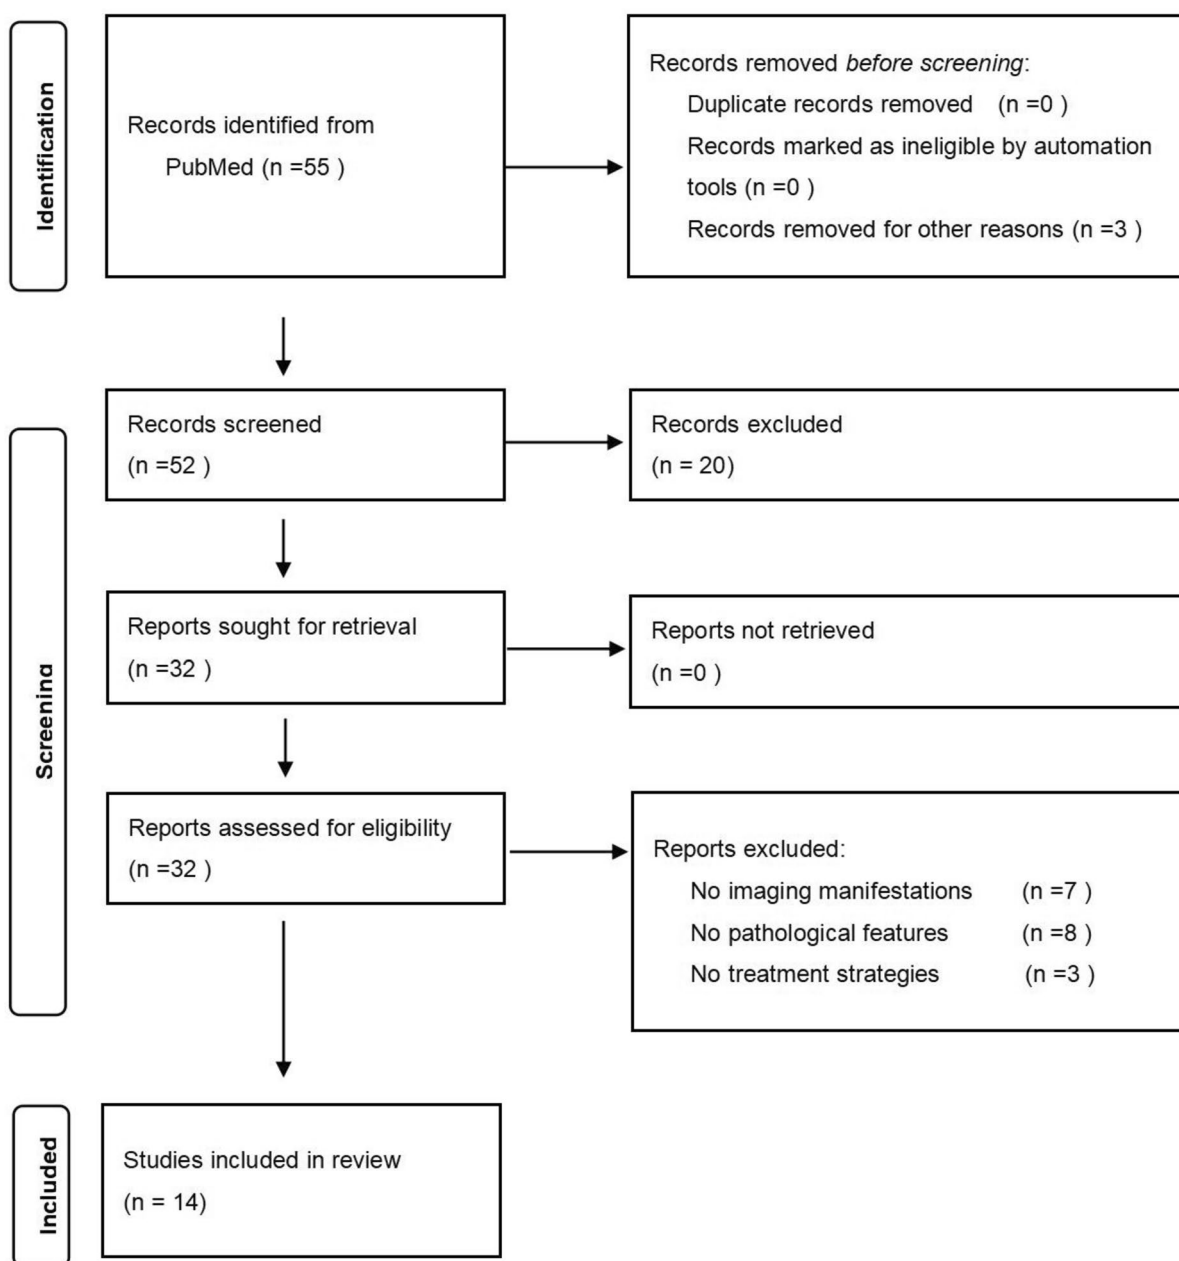 Identification
Records identified from
PubMed (n =55 )
Records removed before screening:
Duplicate records removed (n =0 )
Records marked as ineligible by automation
tools (n =0 )
Records removed for other reasons (n =3 )
Screening
Records screened
(n =52 )
Records excluded
(n = 20)
Reports sought for retrieval
(n =32 )
Reports not retrieved
(n =0 )
Reports assessed for eligibility
(n =32 )
Reports excluded:
No imaging manifestations (n =7 )
No pathological features (n =8 )
No treatment strategies (n =3 )
Included
Studies included in review
(n = 14)